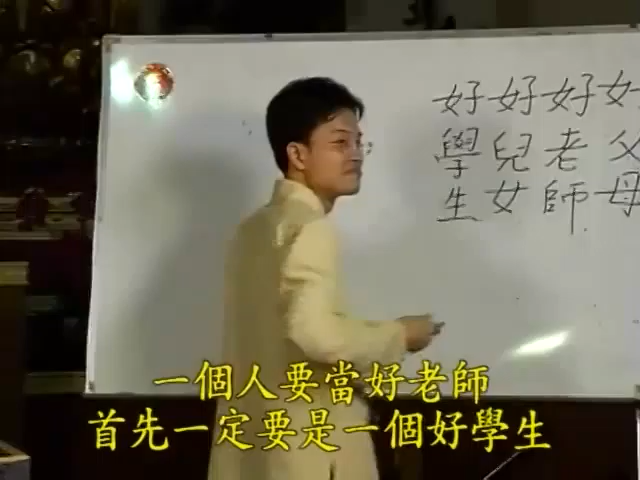 好好好好
學兒老父
生女師母
一個人要當好老師
首先一定要是一個好學生